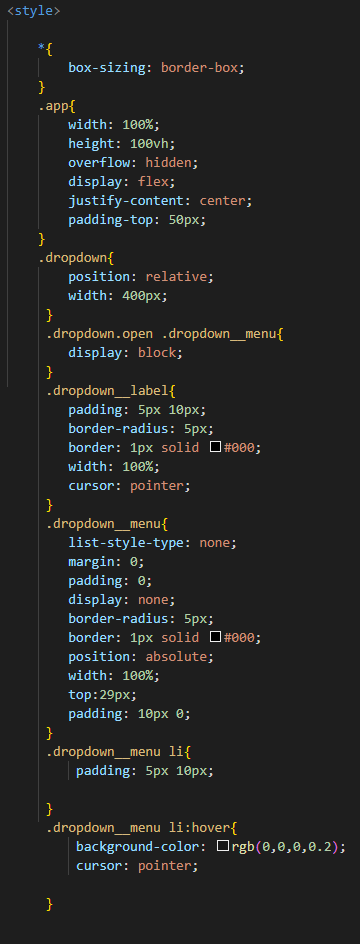 <style>
*{
box-sizing: border-box;
}
.app{
width: 100%;
height: 100vh;
overflow: hidden;
display: flex;
justify-content: center;
padding-top: 50px;
}
.dropdown{
position: relative;
width: 400px;
}
.dropdown.open .dropdown__menu{
display: block;
}
.dropdown__label{
padding: 5px 10px;
border-radius: 5px;
border: 1px solid #000;
width: 100%;
cursor: pointer;
}
.dropdown__menu{
list-style-type: none;
margin: 0;
padding: 0;
display: none;
border-radius: 5px;
border: 1px solid #000;
position: absolute;
width: 100%;
top:29px;
padding: 10px 0;
}
.dropdown__menu li{
padding: 5px 10px;
}
.dropdown__menu li:hover{
background-color: rgb(0,0,0,0.2);
cursor: pointer;
}